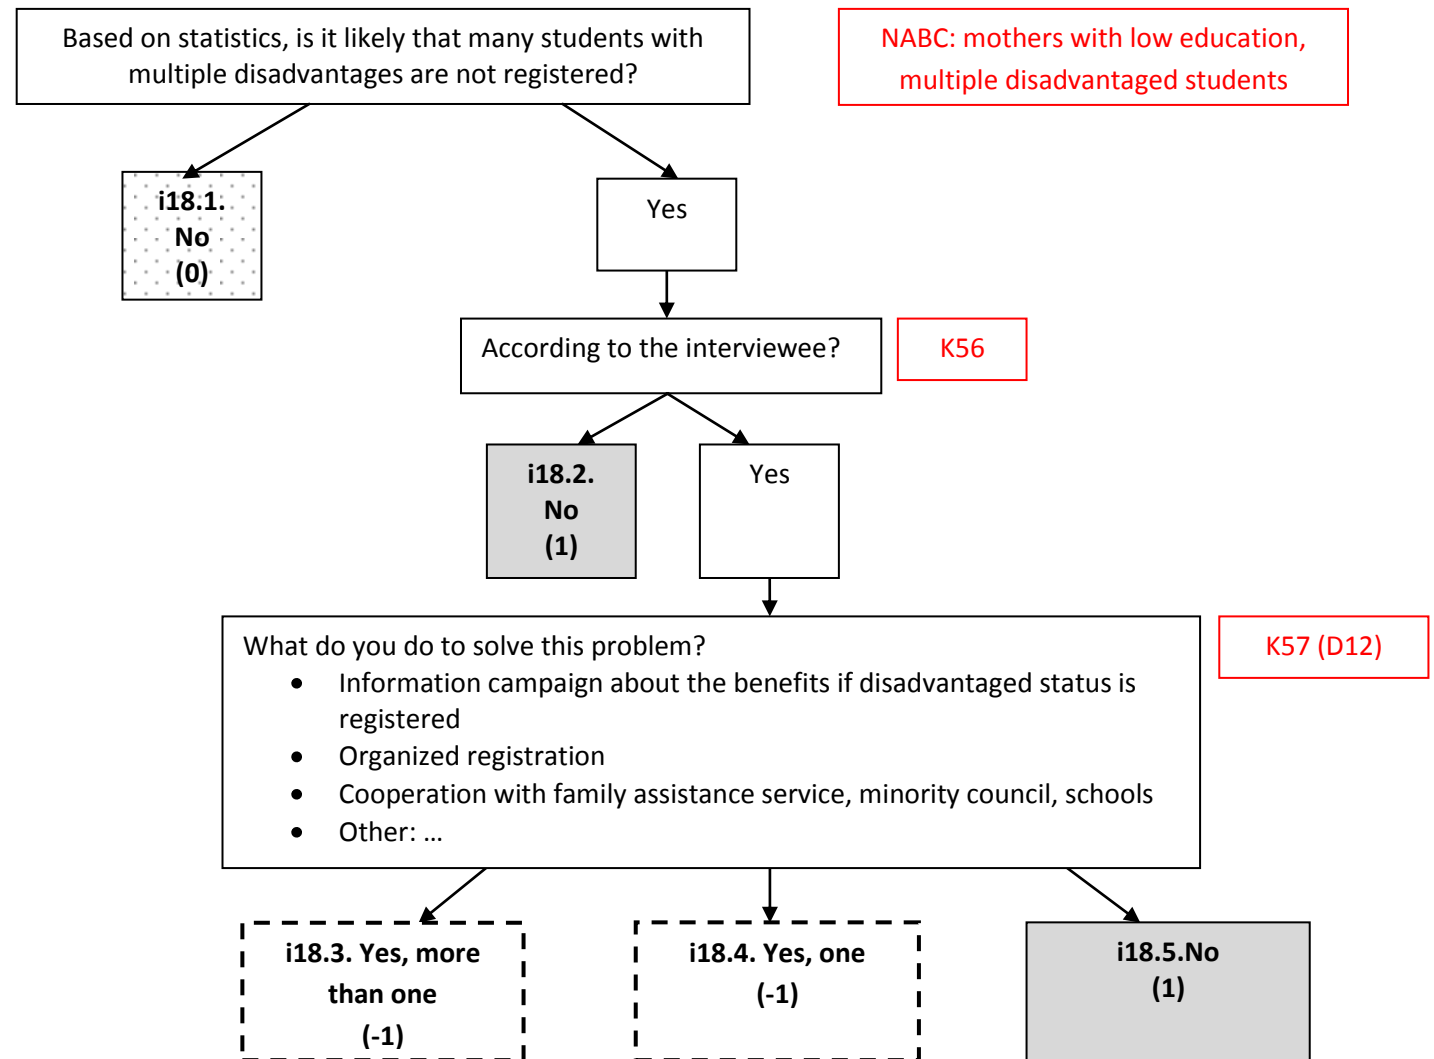 Based on statistics, is it likely that many students with
multiple disadvantages are not registered?
NABC: mothers with low education,
multiple disadvantaged students
i18.1.
No
(0)
Yes
According to the interviewee?
K56
i18.2.
No
(1)
Yes
What do you do to solve this problem?
• Information campaign about the benefits if disadvantaged status is
registered
• Organized registration
• Cooperation with family assistance service, minority council, schools
• Other: …
K57 (D12)
i18.3. Yes, more
than one
(-1)
i18.4. Yes, one
(-1)
i18.5.No
(1)